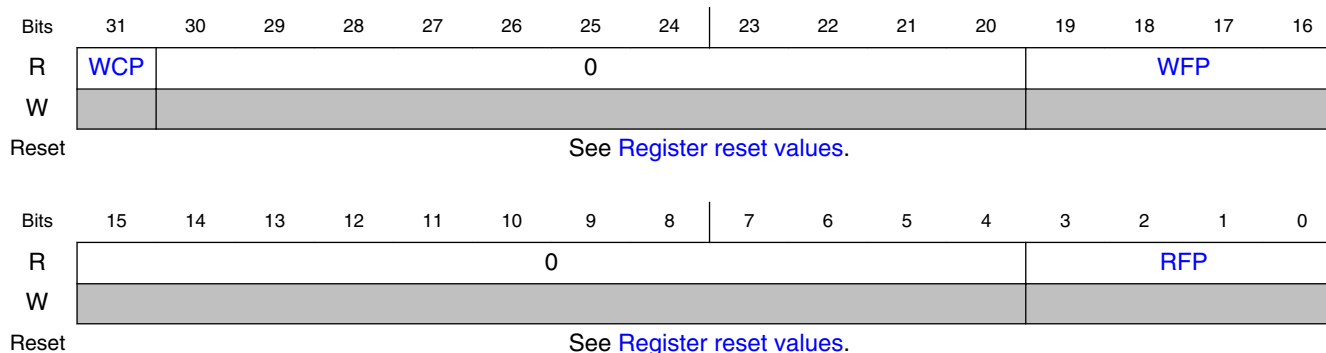 Bits 31 30 29 28 27 26 25 24 23 22 21 20 19 18 17 16
R WCP 0 WFP
W
Reset See Register reset values.
Bits 15 14 13 12 11 10 9 8 7 6 5 4 3 2 1 0
R 0 RFP
W
Reset See Register reset values.